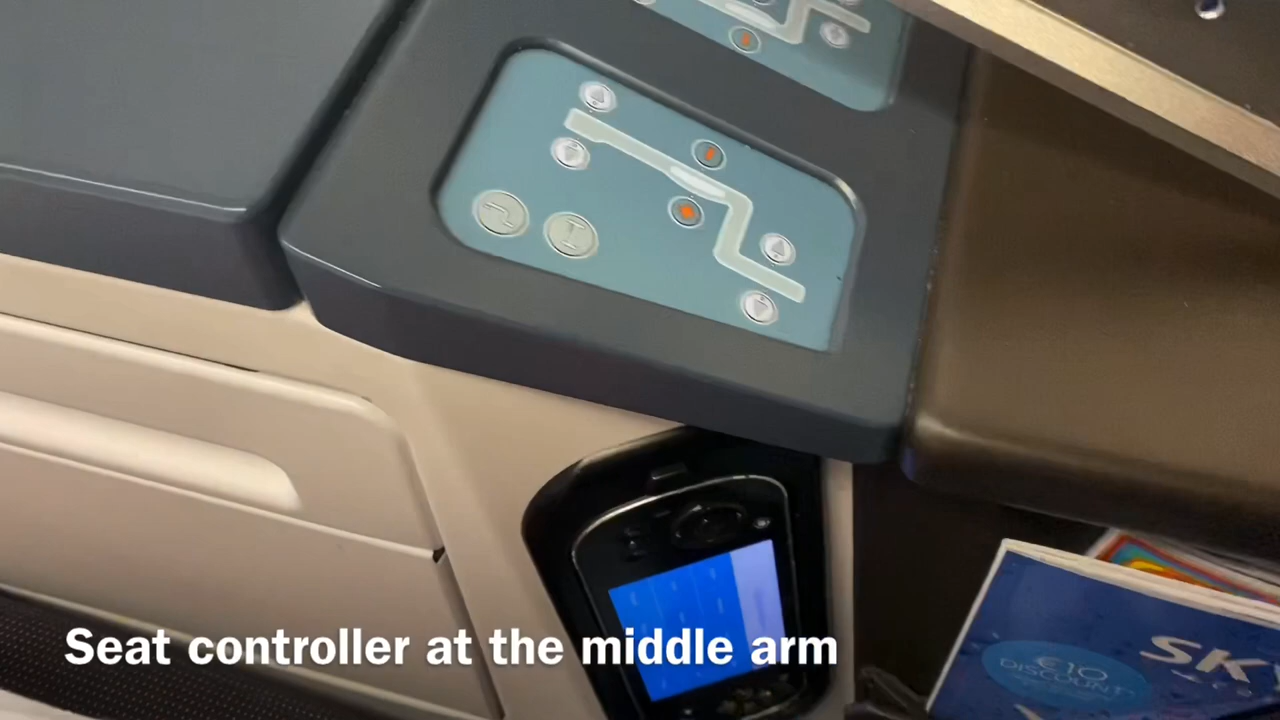 Seat controller at the middle arm
€10
DISCOUNT
SK